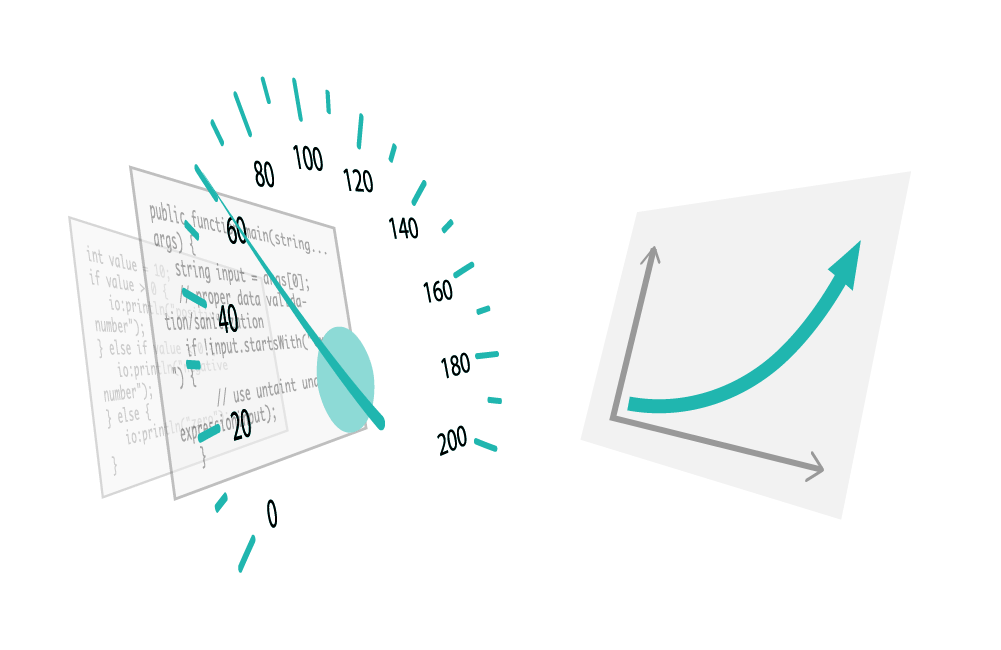 80
100
120
140
160
180
200
60
40
20
0
public function main(string...
args) {
string input = args[0];
// proper data valida-
tion/sanitization
if !input.startsWith("
") {
// use untaint
expression
}
int value = 10;
if value > 0 {
io:println("positive
number");
} else if value < 0 {
io:println("negative
number");
} else {
io:println("zero");
}